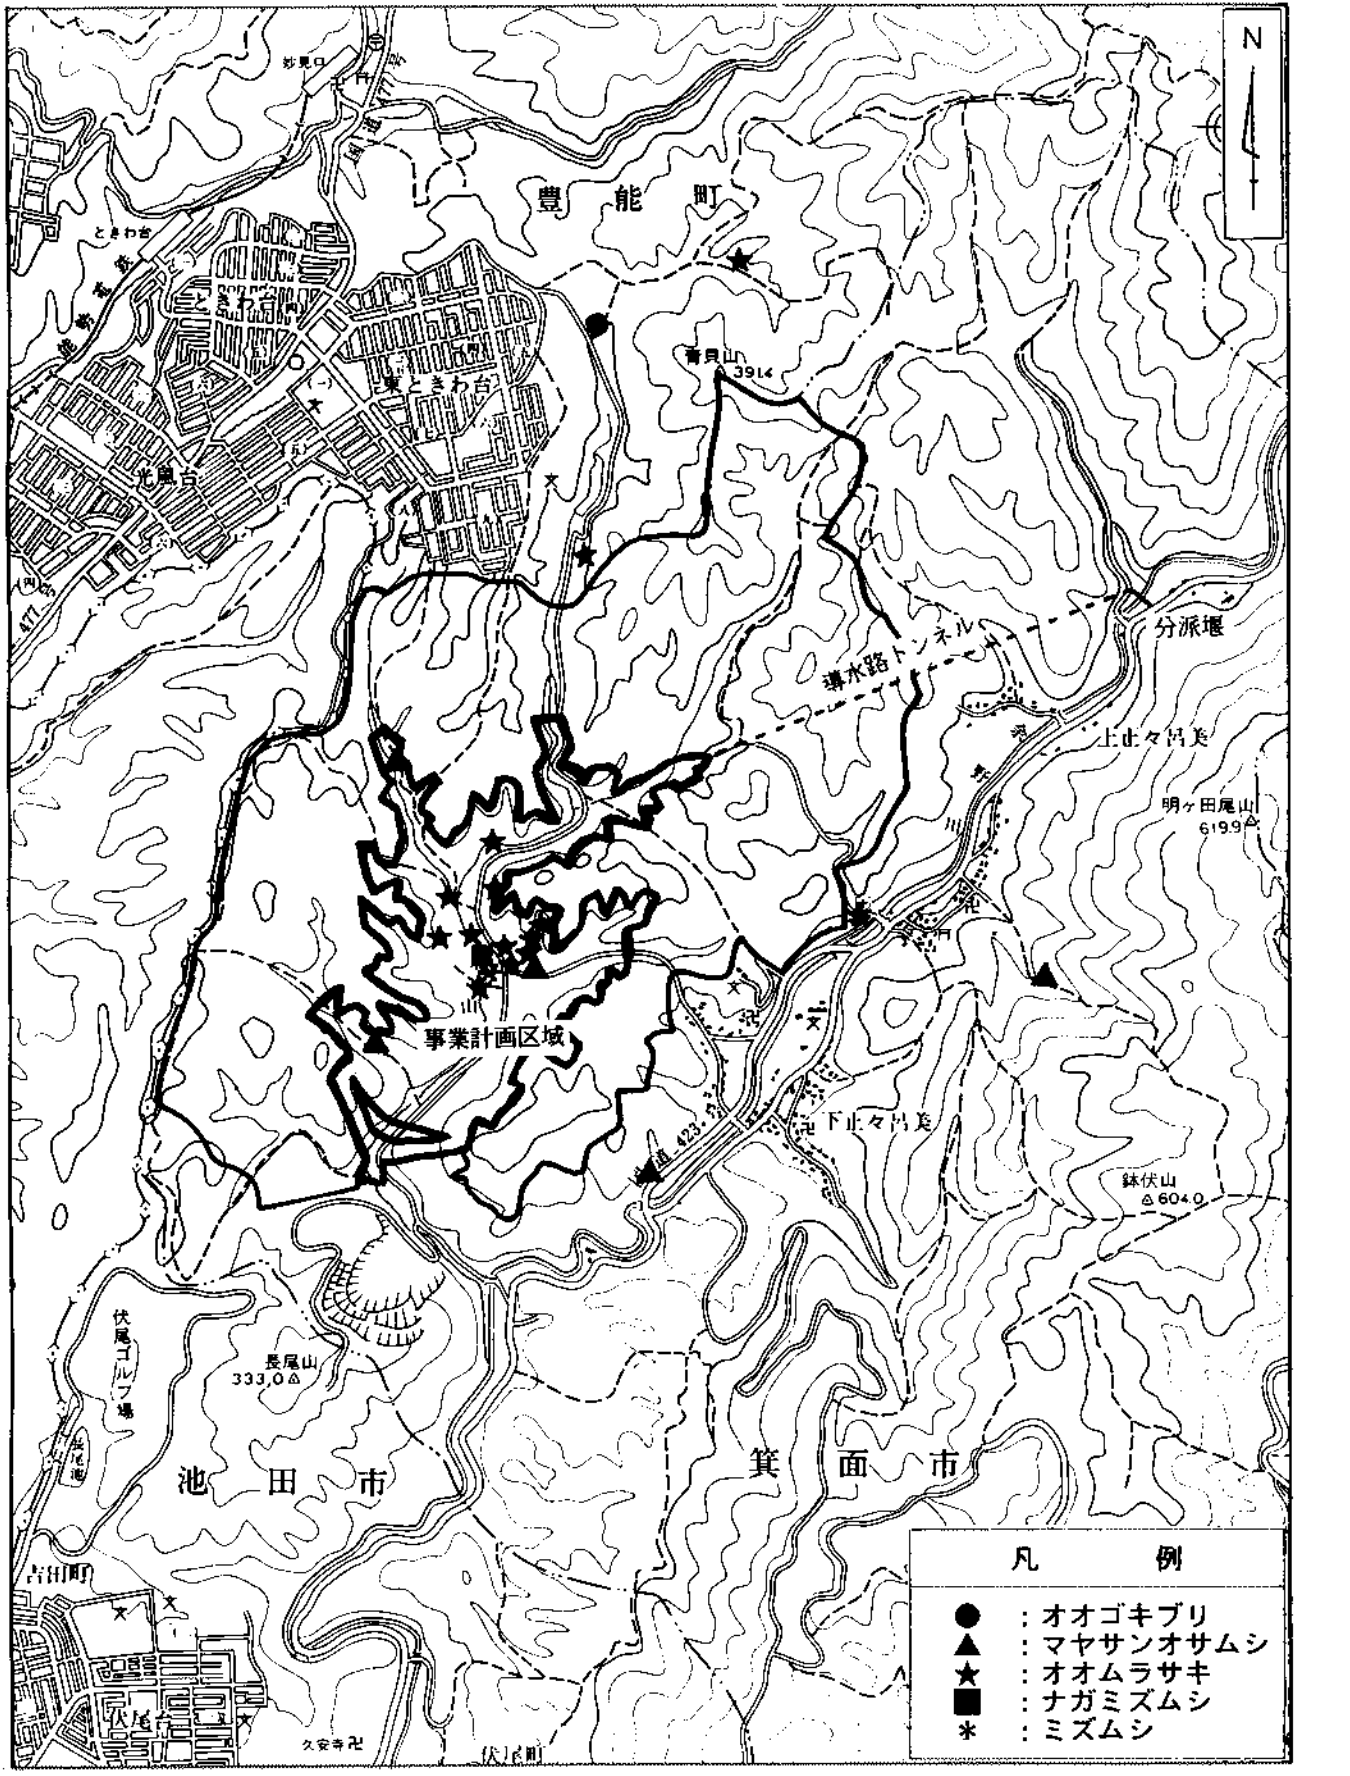 N
妙見口
国道
豊能町
ときわ台
ときわ台
能勢電鉄
東ときわ台
青貝山
391.4
光風台
477
分派堰
導水路トンネル
上止々呂美
明ヶ田尾山
619.9
事業計画区域
下止々呂美
423
鉢伏山
604.0
伏尾ゴルフ場
長尾山
333.0
長尾池
池田市
箕面市
吉田町
伏尾台
久安寺
伏尾町
凡例
● : オオゴキブリ
▲ : マヤサンオサムシ
★ : オオムラサキ
■ : ナガミズムシ
* : ミズムシ